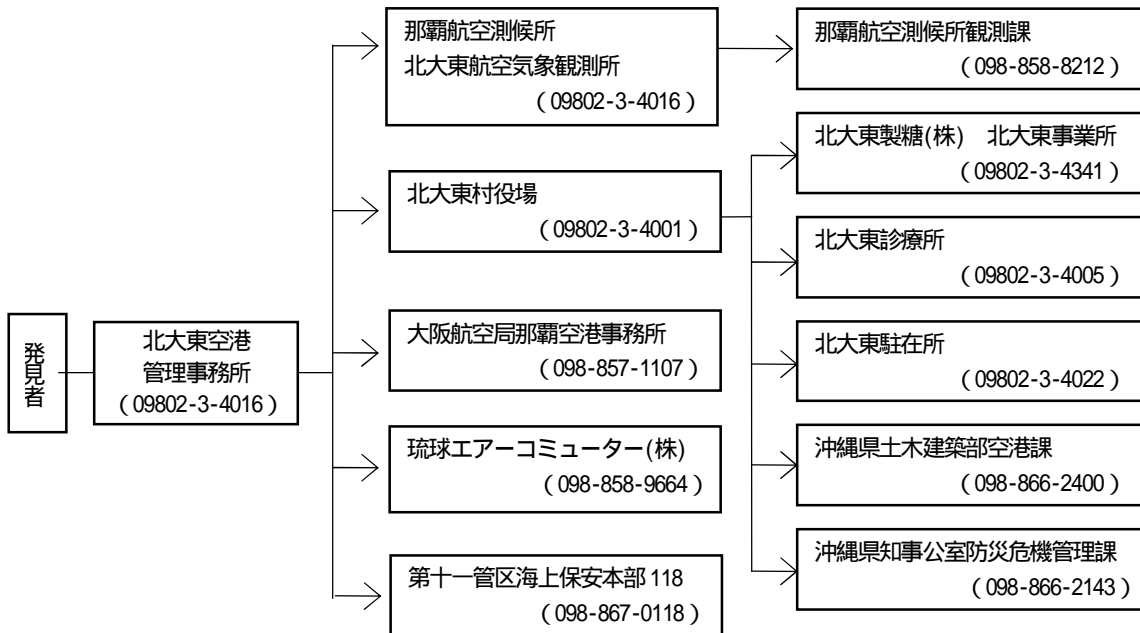 発見者
北大東空港
管理事務所
（09802-3-4016）
那覇航空測候所
北大東航空気象観測所
（09802-3-4016）
北大東村役場
（09802-3-4001）
大阪航空局那覇空港事務所
（098-857-1107）
琉球エアーコミューター(株)
（098-858-9664）
第十一管区海上保安本部 118
（098-867-0118）
那覇航空測候所観測課
（098-858-8212）
北大東製糖(株)　北大東事業所
（09802-3-4341）
北大東診療所
（09802-3-4005）
北大東駐在所
（09802-3-4022）
沖縄県土木建築部空港課
（098-866-2400）
沖縄県知事公室防災危機管理課
（098-866-2143）